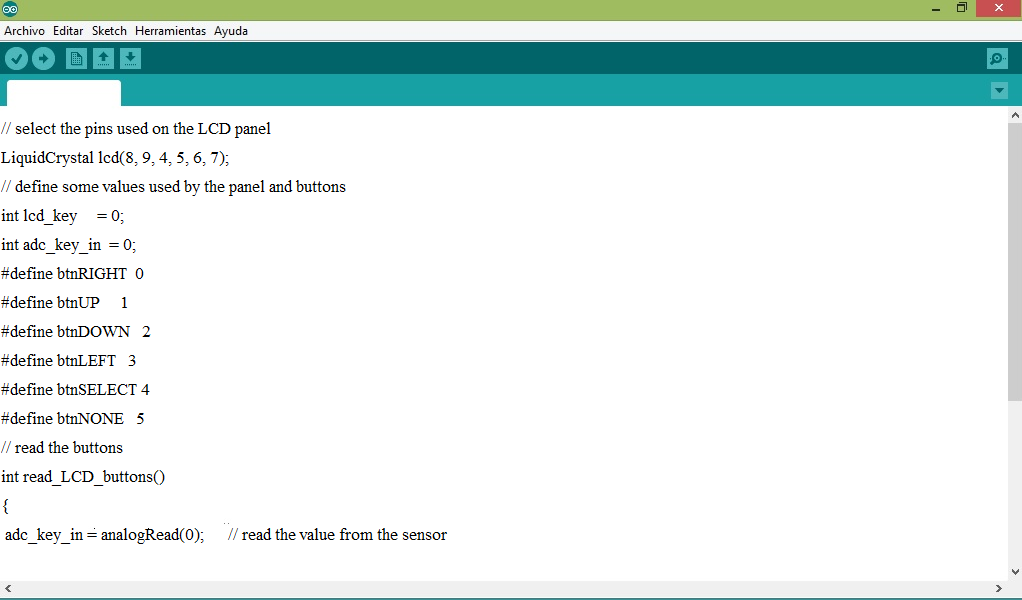 Archivo Editar Sketch Herramientas Ayuda
// select the pins used on the LCD panel
LiquidCrystal lcd(8, 9, 4, 5, 6, 7);
// define some values used by the panel and buttons
int lcd_key     = 0;
int adc_key_in  = 0;
#define btnRIGHT  0
#define btnUP     1
#define btnDOWN   2
#define btnLEFT   3
#define btnSELECT 4
#define btnNONE   5
// read the buttons
int read_LCD_buttons()
{
adc_key_in = analogRead(0);      // read the value from the sensor